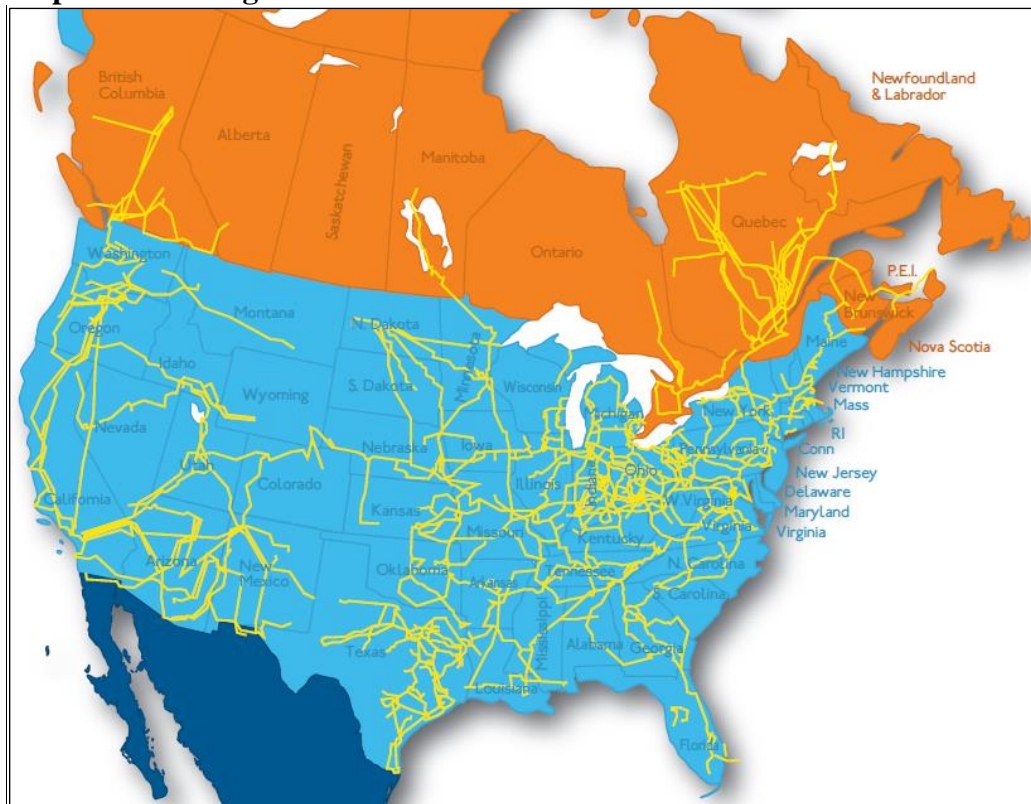 British
Columbia
Alberta
Saskatchewan
Manitoba
Ontario
Quebec
Newfoundland
& Labrador
P.E.I.
New
Brunswick
Nova Scotia
Washington
Oregon
Idaho
Montana
N. Dakota
S. Dakota
Minnesota
Wisconsin
Michigan
New York
Maine
New Hampshire
Vermont
Mass
RI
Conn
New Jersey
Delaware
Maryland
Virginia
Wyoming
Nebraska
Iowa
Illinois
Indiana
Ohio
Pennsylvania
W.Virginia
Virginia
Nevada
Utah
Colorado
Kansas
Missouri
Kentucky
California
Arizona
New
Mexico
Oklahoma
Arkansas
Tennessee
N. Carolina
S. Carolina
Texas
Louisiana
Mississippi
Alabama
Georgia
Florida